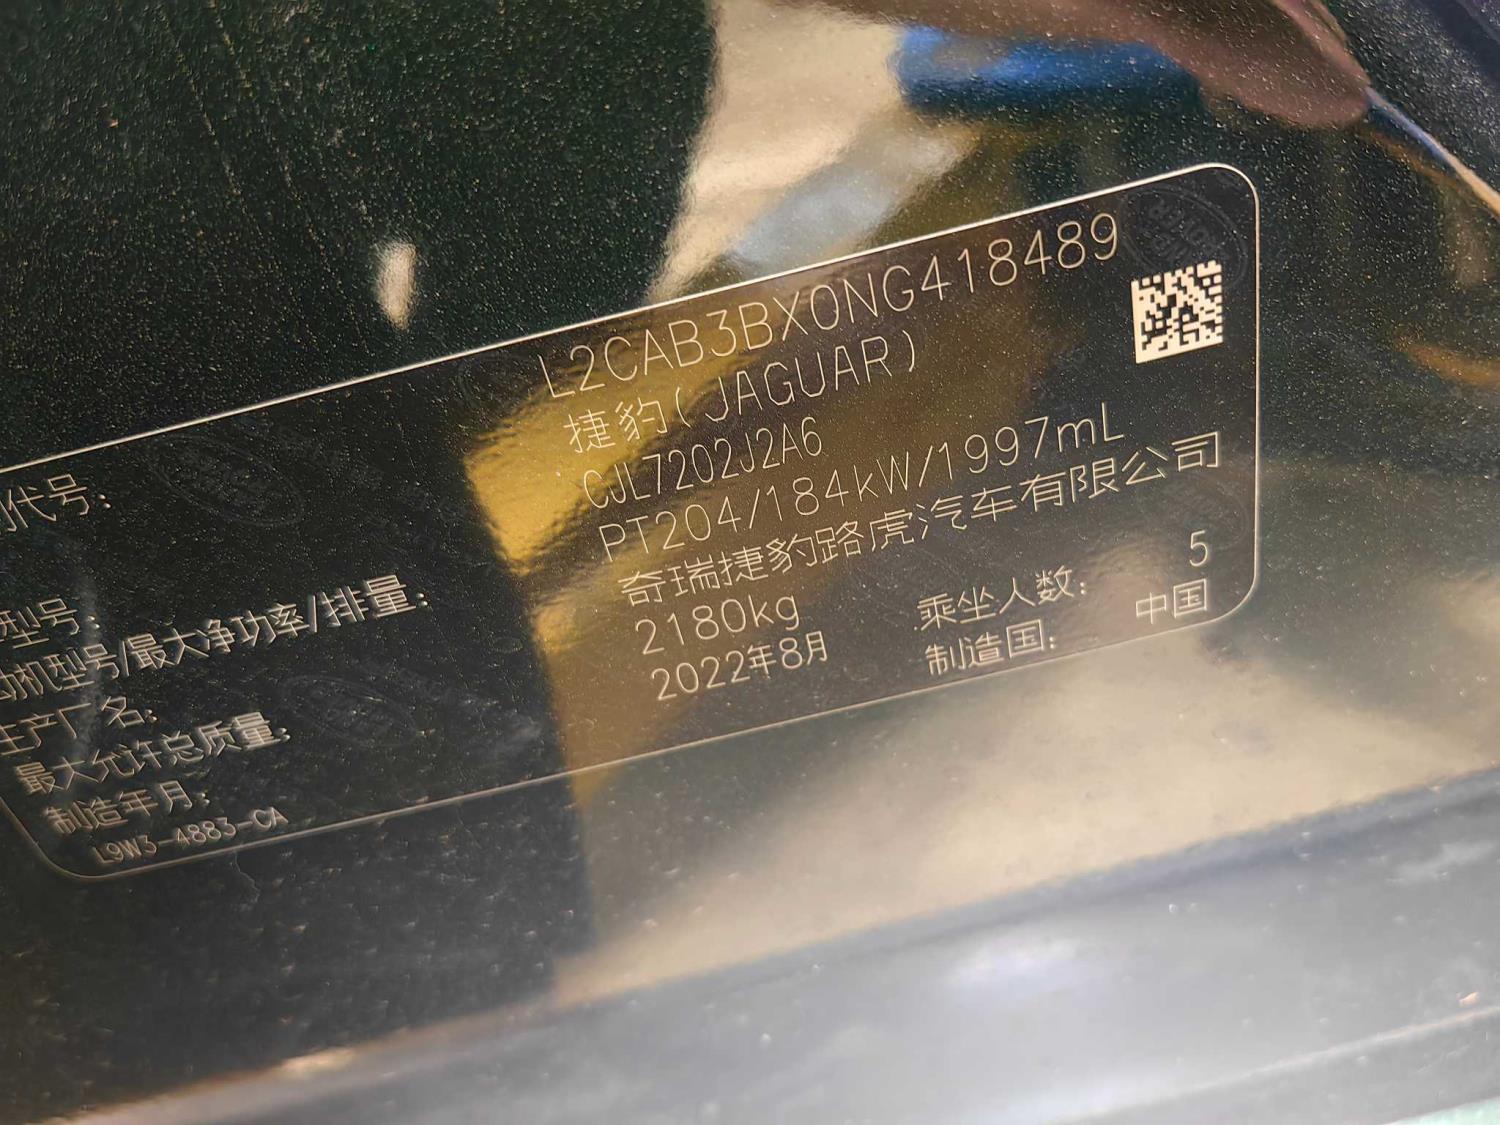 代号: L2CAB3BX0NG418489
捷豹(JAGUAR)
型号: CJL7202J2A6
机型号/最大净功率/排量: PT204/184kW/1997mL
生产厂名: 奇瑞捷豹路虎汽车有限公司
最大允许总质量: 2180kg 乘坐人数: 5
制造年月: 2022年8月 制造国: 中国
L9W3-4883-CA